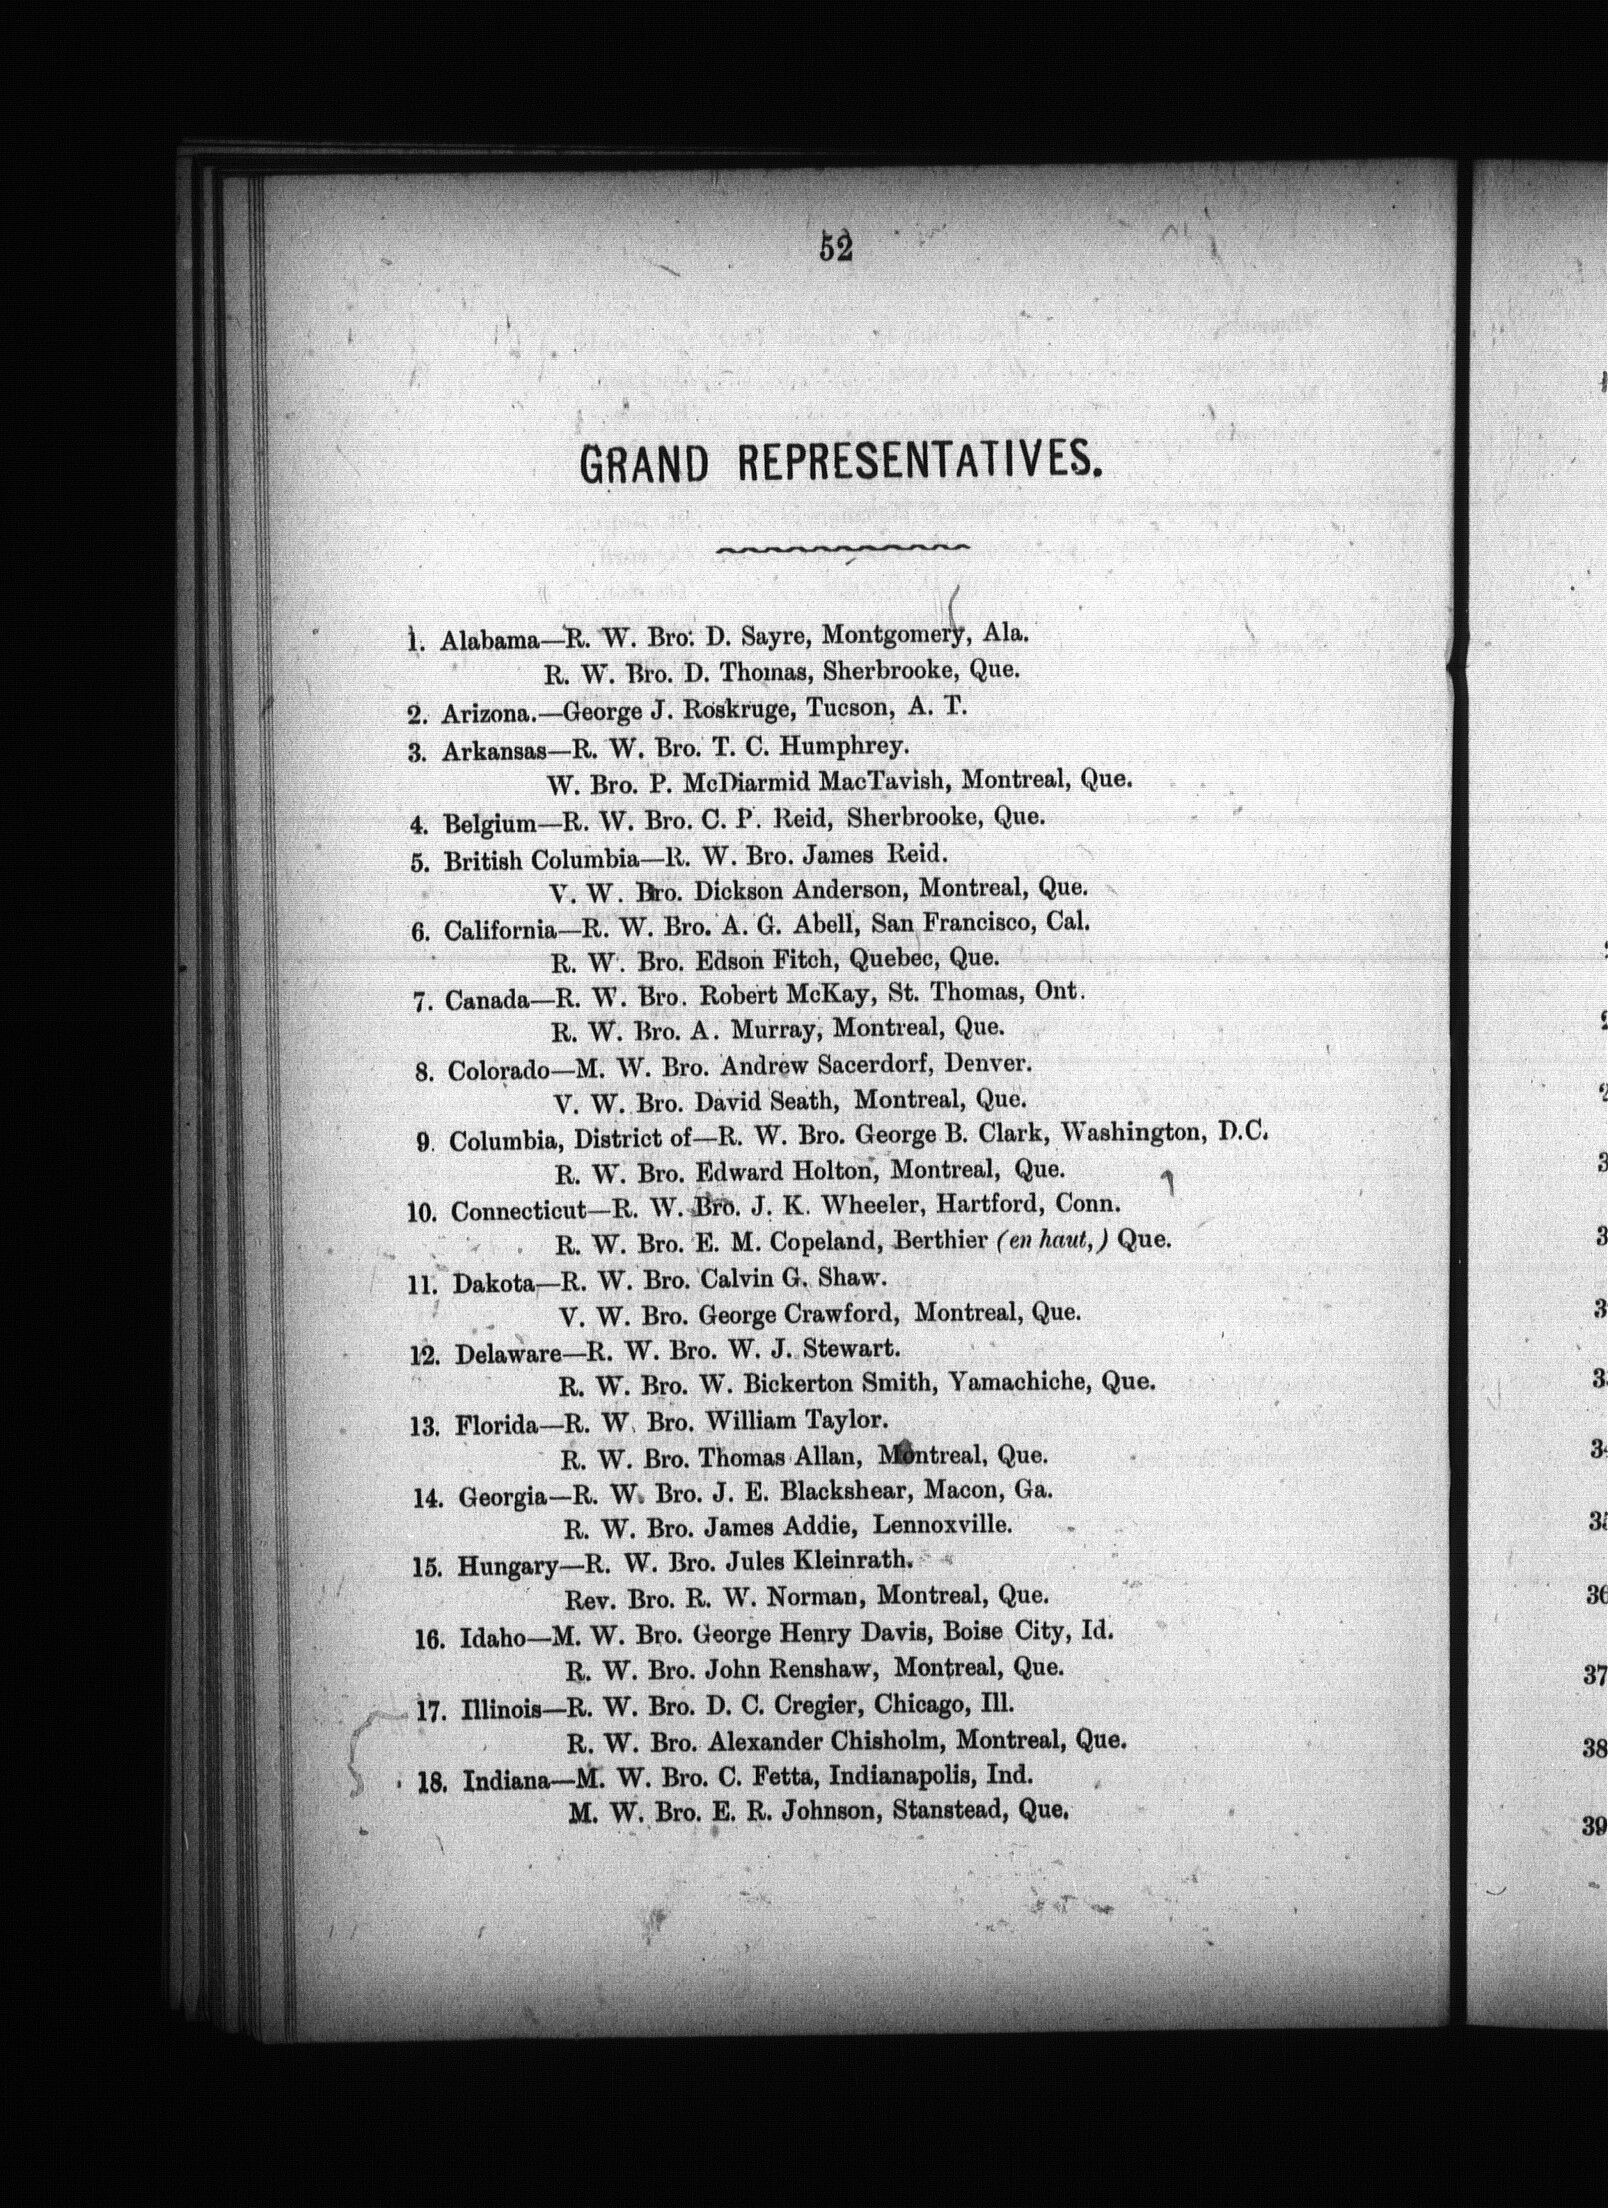 52
GRAND REPRESENTATIVES.
1. Alabama—R. W. Bro. D. Sayre, Montgomery, Ala.
R. W. Bro. D. Thomas, Sherbrooke, Que.
2. Arizona.—George J. Roskruge, Tucson, A. T.
3. Arkansas—R. W. Bro. T. C. Humphrey.
W. Bro. P. McDiarmid MacTavish, Montreal, Que.
4. Belgium—R. W. Bro. C. P. Reid, Sherbrooke, Que.
5. British Columbia—R. W. Bro. James Reid.
V. W. Bro. Dickson Anderson, Montreal, Que.
6. California—R. W. Bro. A. G. Abell, San Francisco, Cal.
R. W. Bro. Edson Fitch, Quebec, Que.
7. Canada—R. W. Bro. Robert McKay, St. Thomas, Ont.
R. W. Bro. A. Murray, Montreal, Que.
8. Colorado—M. W. Bro. Andrew Sacerdorf, Denver.
V. W. Bro. David Seath, Montreal, Que.
9. Columbia, District of—R. W. Bro. George B. Clark, Washington, D.C.
R. W. Bro. Edward Holton, Montreal, Que.
10. Connecticut—R. W. Bro. J. K. Wheeler, Hartford, Conn.
R. W. Bro. E. M. Copeland, Berthier (en haut,) Que.
11. Dakota—R. W. Bro. Calvin G. Shaw.
V. W. Bro. George Crawford, Montreal, Que.
12. Delaware—R. W. Bro. W. J. Stewart.
R. W. Bro. W. Bickerton Smith, Yamachiche, Que.
13. Florida—R. W. Bro. William Taylor.
R. W. Bro. Thomas Allan, Montreal, Que.
14. Georgia—R. W. Bro. J. E. Blackshear, Macon, Ga.
R. W. Bro. James Addie, Lennoxville.
15. Hungary—R. W. Bro. Jules Kleinrath.
Rev. Bro. R. W. Norman, Montreal, Que.
16. Idaho—M. W. Bro. George Henry Davis, Boise City, Id.
R. W. Bro. John Renshaw, Montreal, Que.
17. Illinois—R. W. Bro. D. C. Cregier, Chicago, Ill.
R. W. Bro. Alexander Chisholm, Montreal, Que.
18. Indiana—M. W. Bro. C. Fetta, Indianapolis, Ind.
M. W. Bro. E. R. Johnson, Stanstead, Que.
37
38
39